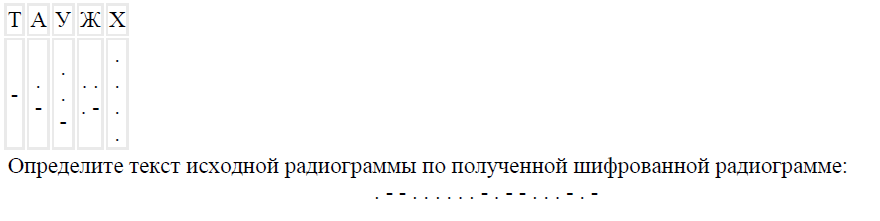 Т А У Ж Х
- . - . . - . . . - . . . .
Определите текст исходной радиограммы по полученной шифрованной радиограмме:
. - - . . . . . . - . - - . . . - . -